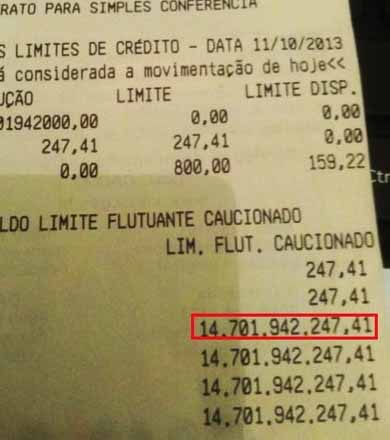 RATO PARA SIMPLES CONFERÊNCIA
S LIMITES DE CRÉDITO - DATA 11/10/2013
á considerada a movimentação de hoje<<
UÇÃO LIMITE LIMITE DISP.
01942000,00 0,00 0,00
247,41 247,41 0,00
0,00 800,00 159,22
LDO LIMITE FLUTUANTE CAUCIONADO
LIM. FLUT. CAUCIONADO
247,41
247,41
14.701.942.247,41
14.701.942.247,41
14.701.942.247,41
14.701.942.247,41
Ctr